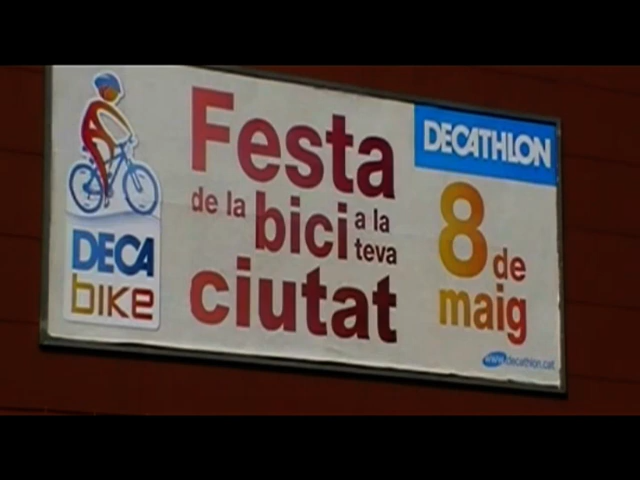 DECA
bike
Festa
de la bici a la teva
ciutat
DECATHLON
8 de
maig
www.decathlon.cat